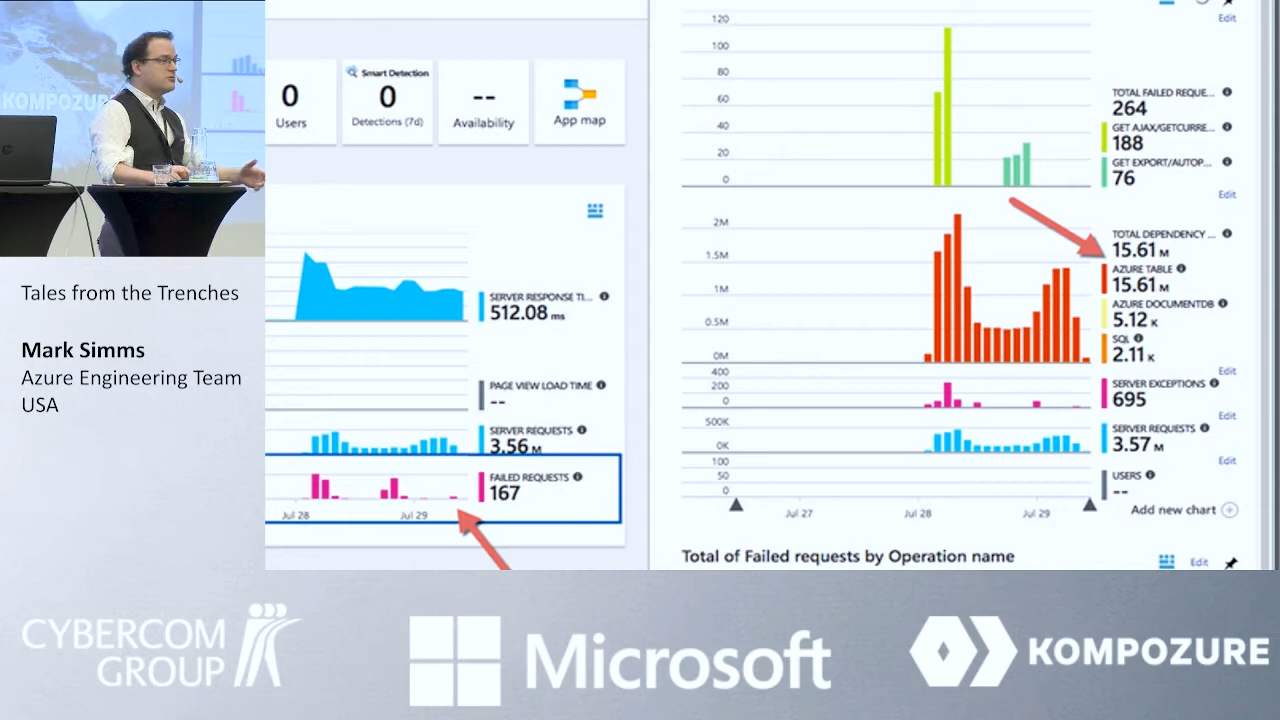 KOMPOZURE
Tales from the Trenches
Mark Simms
Azure Engineering Team
USA
0
Users
Smart Detection
0
Detections (7d)
--
Availability
App map
SERVER RESPONSE TI...
512.08 ms
PAGE VIEW LOAD TIME
--
SERVER REQUESTS
3.56 M
FAILED REQUESTS
167
Jul 28
Jul 29
Edit
120
100
80
60
40
20
0
TOTAL FAILED REQUE...
264
GET AJAX/GETCURRE...
188
GET EXPORT/AUTOP...
76
Edit
2M
1.5M
1M
0.5M
0M
TOTAL DEPENDENCY ...
15.61 M
AZURE TABLE
15.61 M
AZURE DOCUMENTDB
5.12 K
SQL
2.11 K
Edit
400
200
0
SERVER EXCEPTIONS
695
Edit
500K
0K
SERVER REQUESTS
3.57 M
Edit
100
50
0
USERS
--
Jul 27
Jul 28
Jul 29
Add new chart
Total of Failed requests by Operation name
Edit
CYBERCOM
GROUP
Microsoft
KOMPOZURE